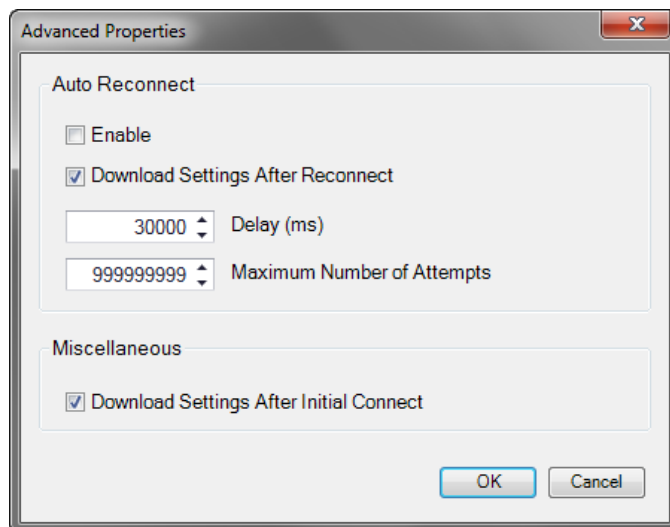 Advanced Properties
Auto Reconnect
Enable
Download Settings After Reconnect
30000 Delay (ms)
999999999 Maximum Number of Attempts
Miscellaneous
Download Settings After Initial Connect
OK Cancel